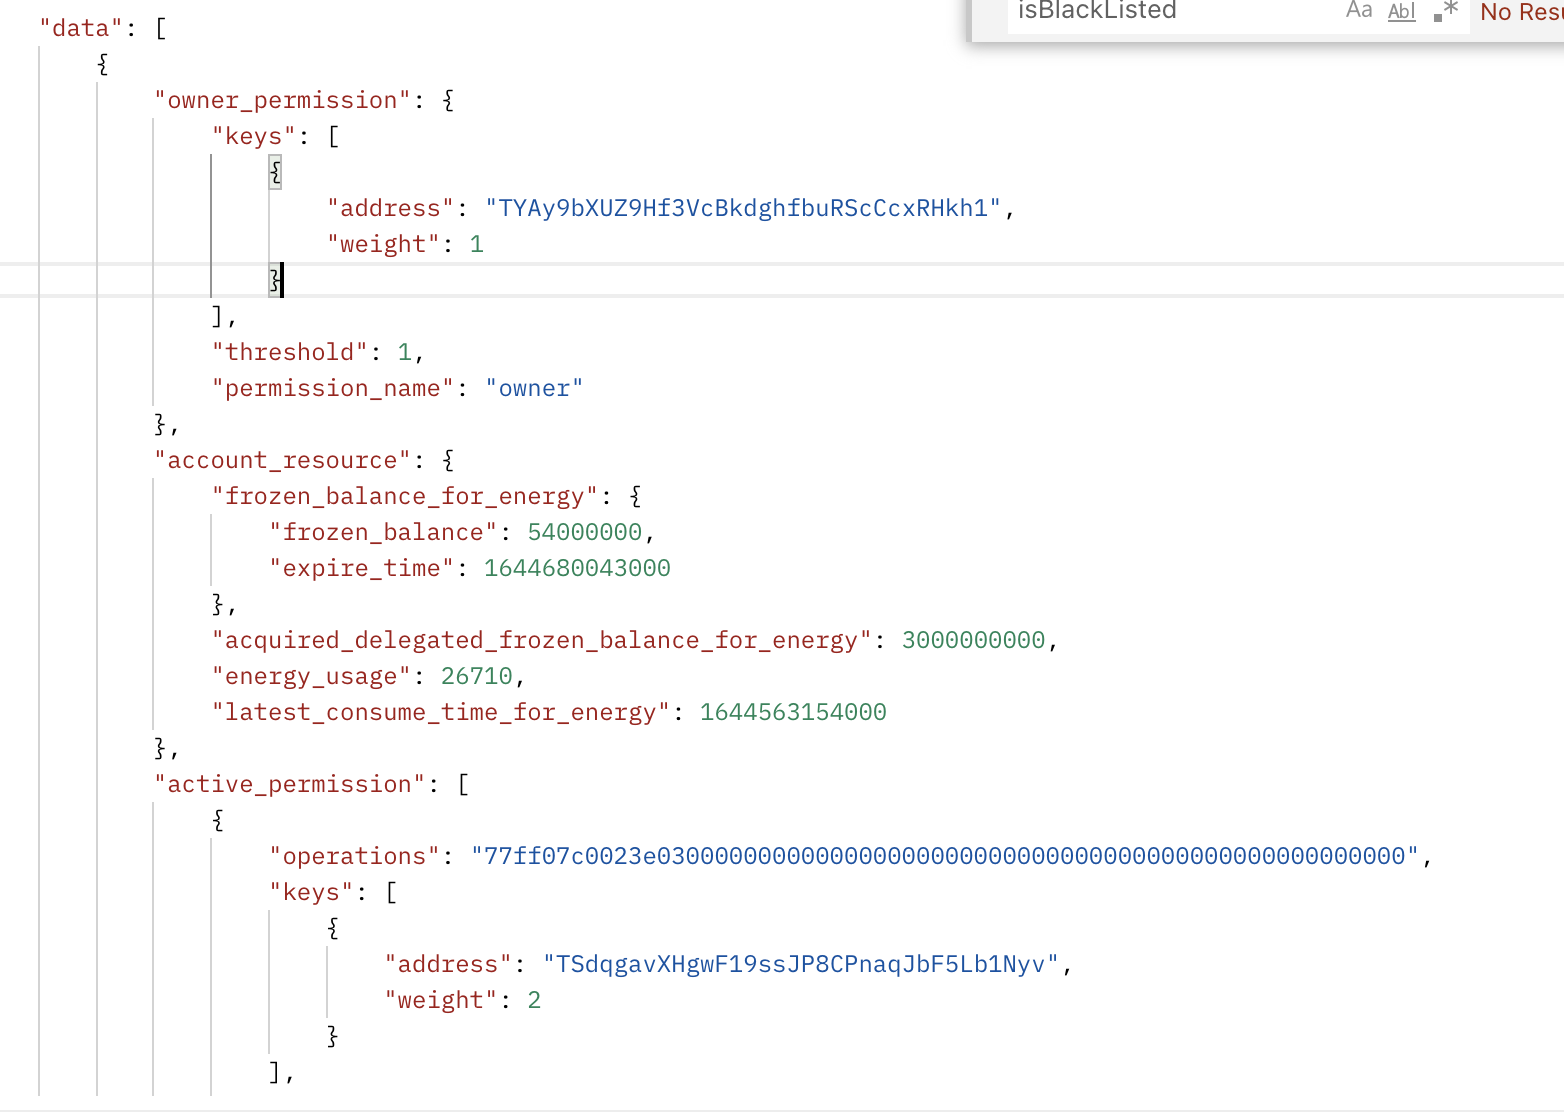 isBlackListed Aa Abl .* No Resu
"data": [
{
"owner_permission": {
"keys": [
{
"address": "TYAy9bXUZ9Hf3VcBkdghfbuRScCcxRHkh1",
"weight": 1
}
],
"threshold": 1,
"permission_name": "owner"
},
"account_resource": {
"frozen_balance_for_energy": {
"frozen_balance": 54000000,
"expire_time": 1644680043000
},
"acquired_delegated_frozen_balance_for_energy": 3000000000,
"energy_usage": 26710,
"latest_consume_time_for_energy": 1644563154000
},
"active_permission": [
{
"operations": "77ff07c0023e0300000000000000000000000000000000000000000000000000",
"keys": [
{
"address": "TSdqgavXHgwF19ssJP8CPnaqJbF5Lb1Nyv",
"weight": 2
}
],